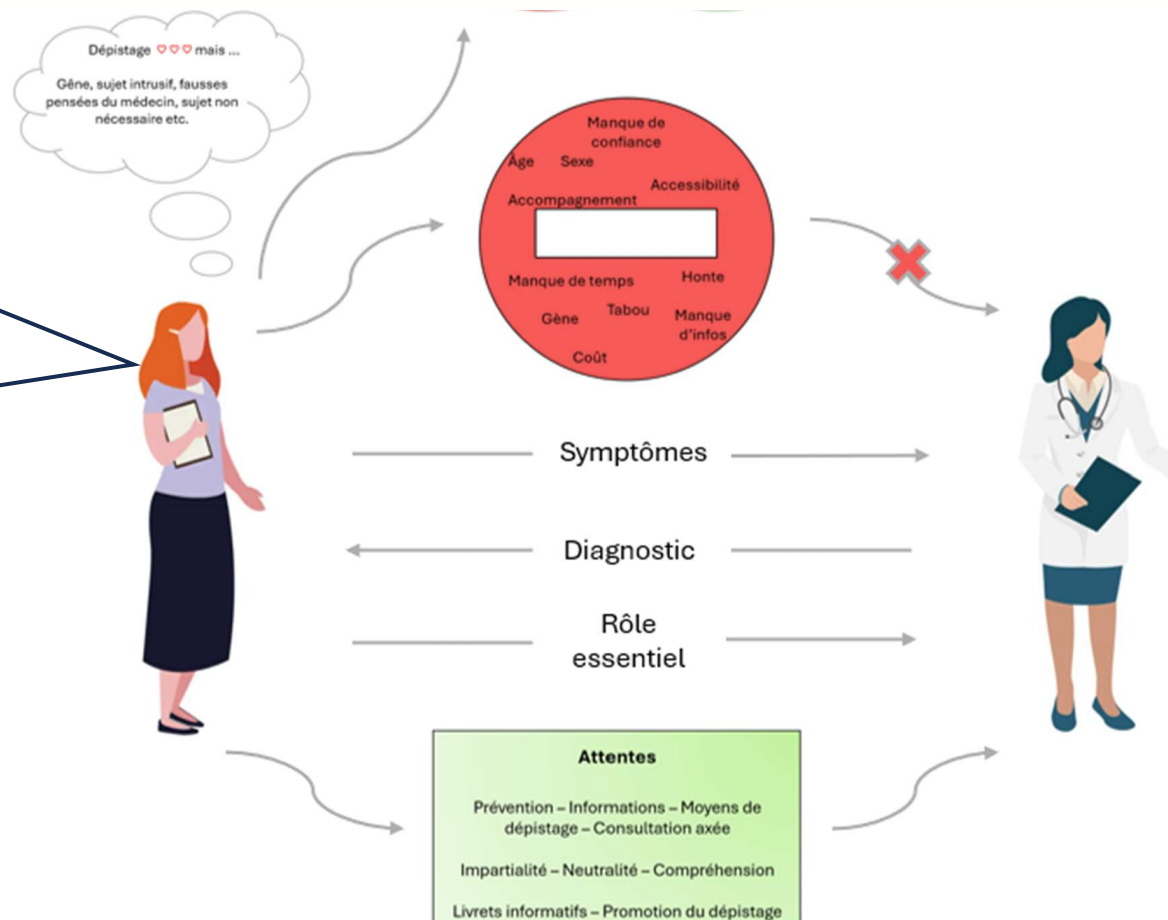 Dépistage ♡♡♡ mais ...
Gêne, sujet intrusif, fausses
pensées du médecin, sujet non
nécessaire etc.
Manque de
confiance
Âge Sexe
Accessibilité
Accompagnement
Manque de temps Honte
Gène Tabou Manque
d'infos
Coût
Symptômes
Diagnostic
Rôle
essentiel
Attentes
Prévention – Informations – Moyens de
dépistage – Consultation axée
Impartialité – Neutralité – Compréhension
Livrets informatifs – Promotion du dépistage